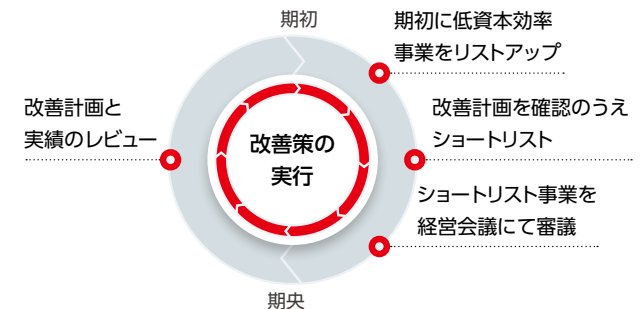 期初
期初に低資本効率
事業をリストアップ
改善計画を確認のうえ
ショートリスト
ショートリスト事業を
経営会議にて審議
期央
改善計画と
実績のレビュー
改善策の
実行